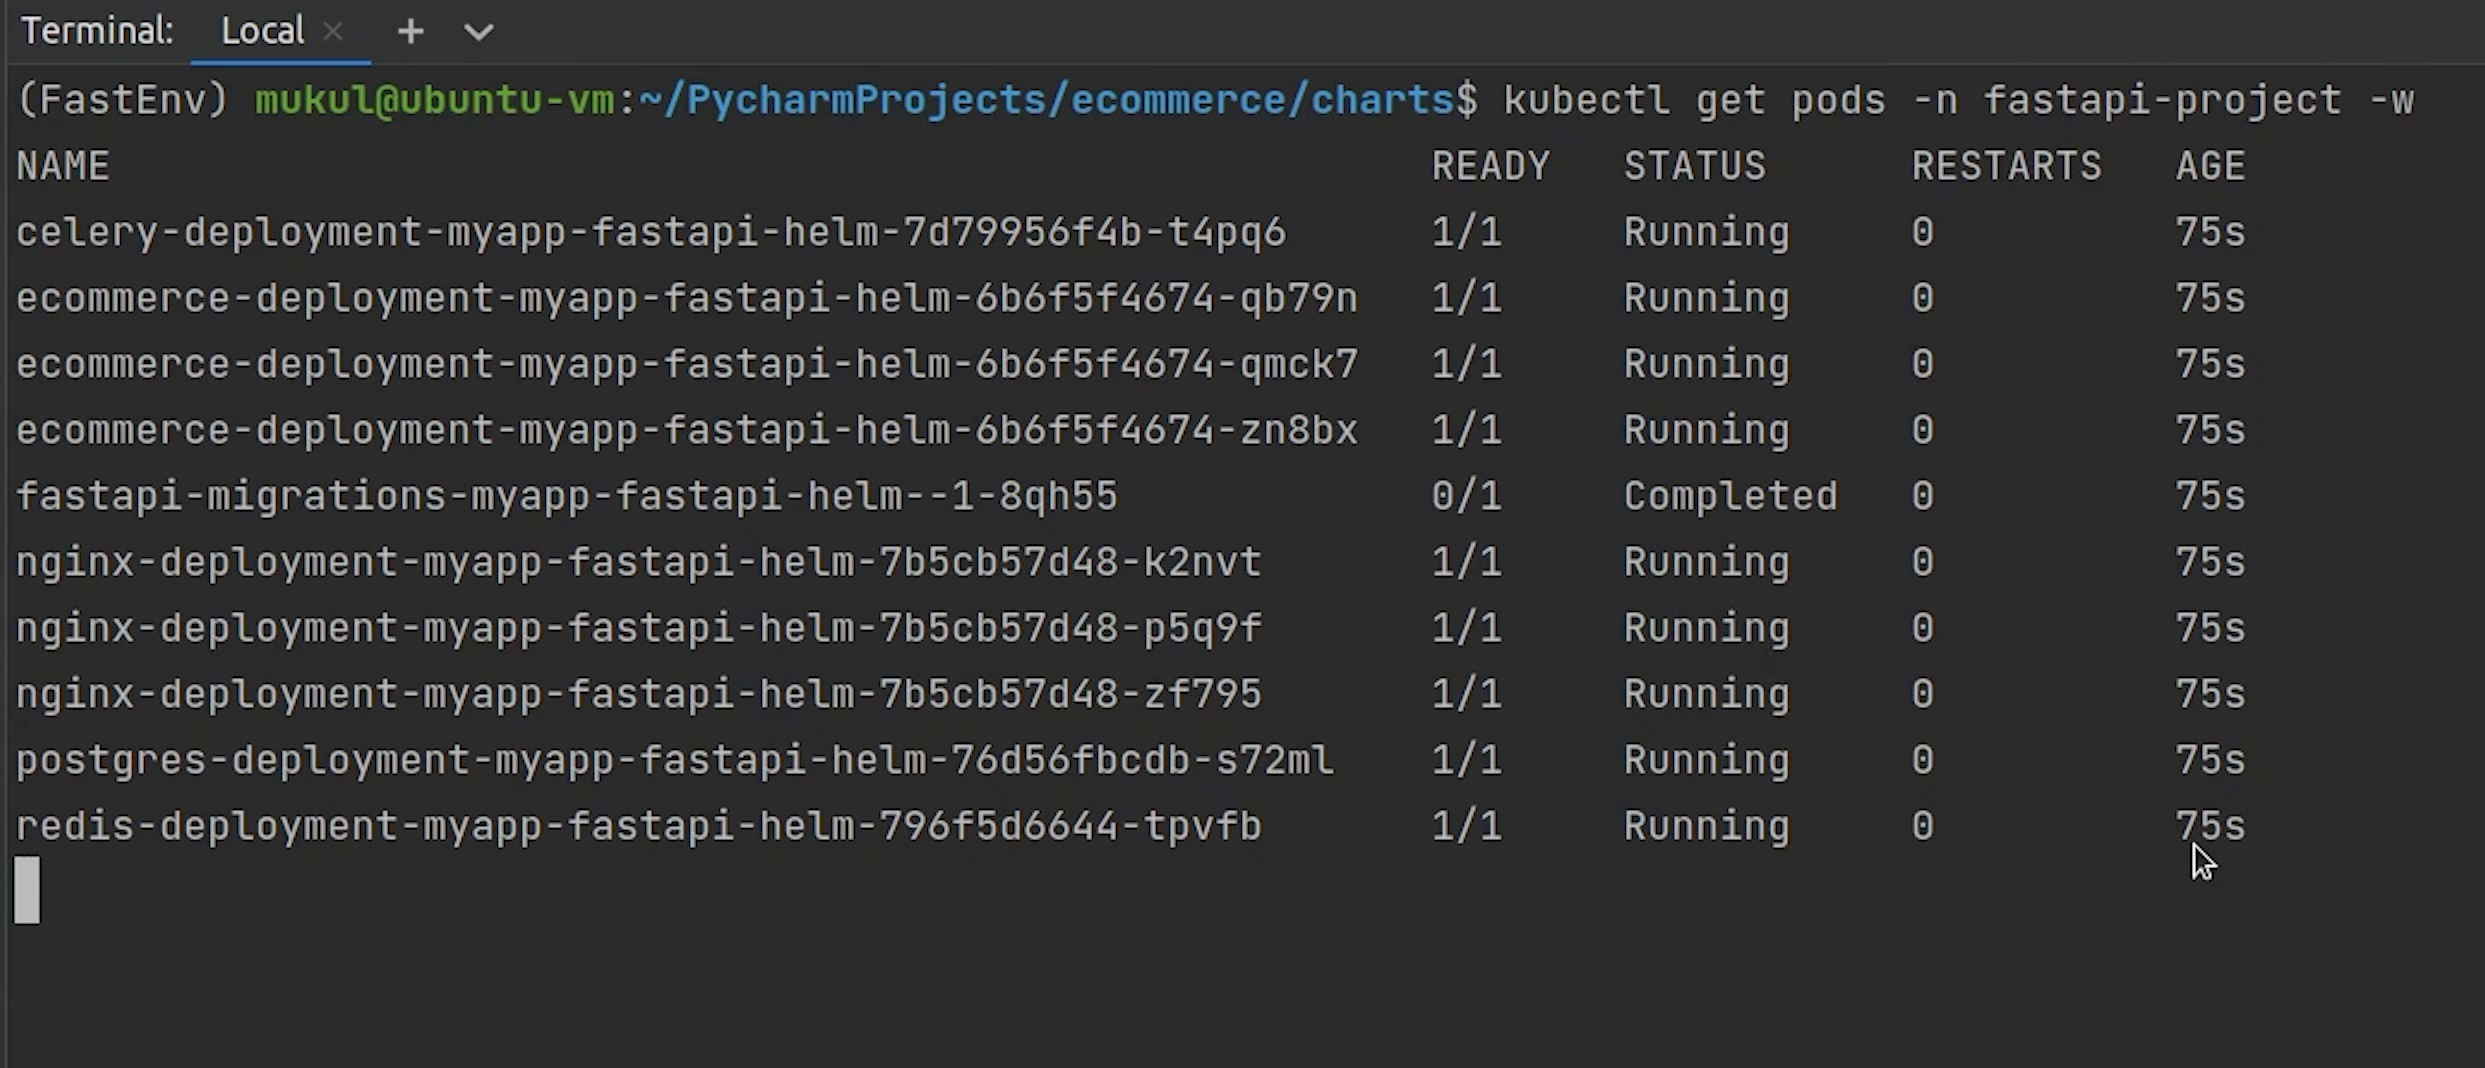 Terminal: Local
(FastEnv) mukul@ubuntu-vm:~/PycharmProjects/ecommerce/charts$ kubectl get pods -n fastapi-project -w
NAME READY STATUS RESTARTS AGE
celery-deployment-myapp-fastapi-helm-7d79956f4b-t4pq6 1/1 Running 0 75s
ecommerce-deployment-myapp-fastapi-helm-6b6f5f4674-qb79n 1/1 Running 0 75s
ecommerce-deployment-myapp-fastapi-helm-6b6f5f4674-qmck7 1/1 Running 0 75s
ecommerce-deployment-myapp-fastapi-helm-6b6f5f4674-zn8bx 1/1 Running 0 75s
fastapi-migrations-myapp-fastapi-helm--1-8qh55 0/1 Completed 0 75s
nginx-deployment-myapp-fastapi-helm-7b5cb57d48-k2nvt 1/1 Running 0 75s
nginx-deployment-myapp-fastapi-helm-7b5cb57d48-p5q9f 1/1 Running 0 75s
nginx-deployment-myapp-fastapi-helm-7b5cb57d48-zf795 1/1 Running 0 75s
postgres-deployment-myapp-fastapi-helm-76d56fbcdb-s72ml 1/1 Running 0 75s
redis-deployment-myapp-fastapi-helm-796f5d6644-tpvfb 1/1 Running 0 75s